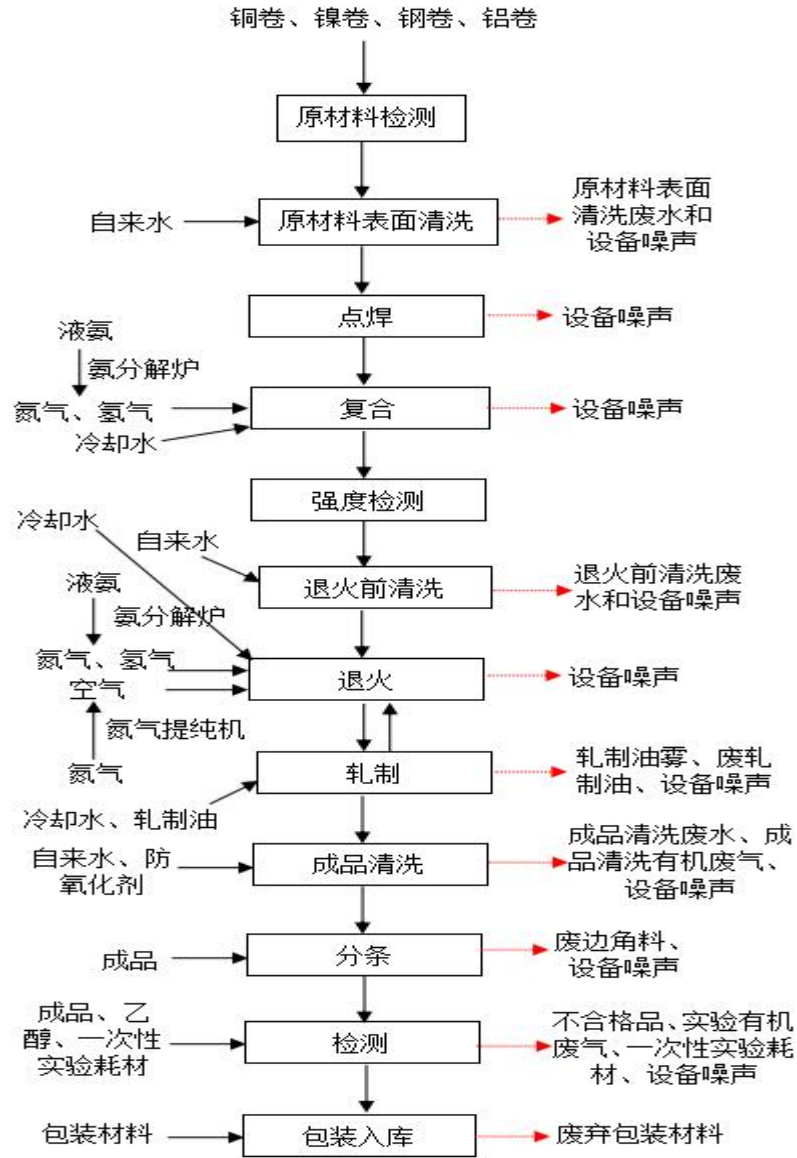 铜卷、镍卷、钢卷、铝卷
原材料检测
自来水
原材料表面清洗
原材料表面
清洗废水和
设备噪声
点焊
设备噪声
液氨
氨分解炉
氮气、氢气
冷却水
复合
设备噪声
强度检测
冷却水
自来水
退火前清洗
退火前清洗废
水和设备噪声
液氨
氨分解炉
氮气、氢气
空气
退火
设备噪声
氮气提纯机
氮气
轧制
轧制油雾、废轧
制油、设备噪声
冷却水、轧制油
自来水、防
氧化剂
成品清洗
成品清洗废水、成
品清洗有机废气、
设备噪声
成品
分条
废边角料、
设备噪声
成品、乙
醇、一次性
实验耗材
检测
不合格品、实验有机
废气、一次性实验耗
材、设备噪声
包装材料
包装入库
废弃包装材料